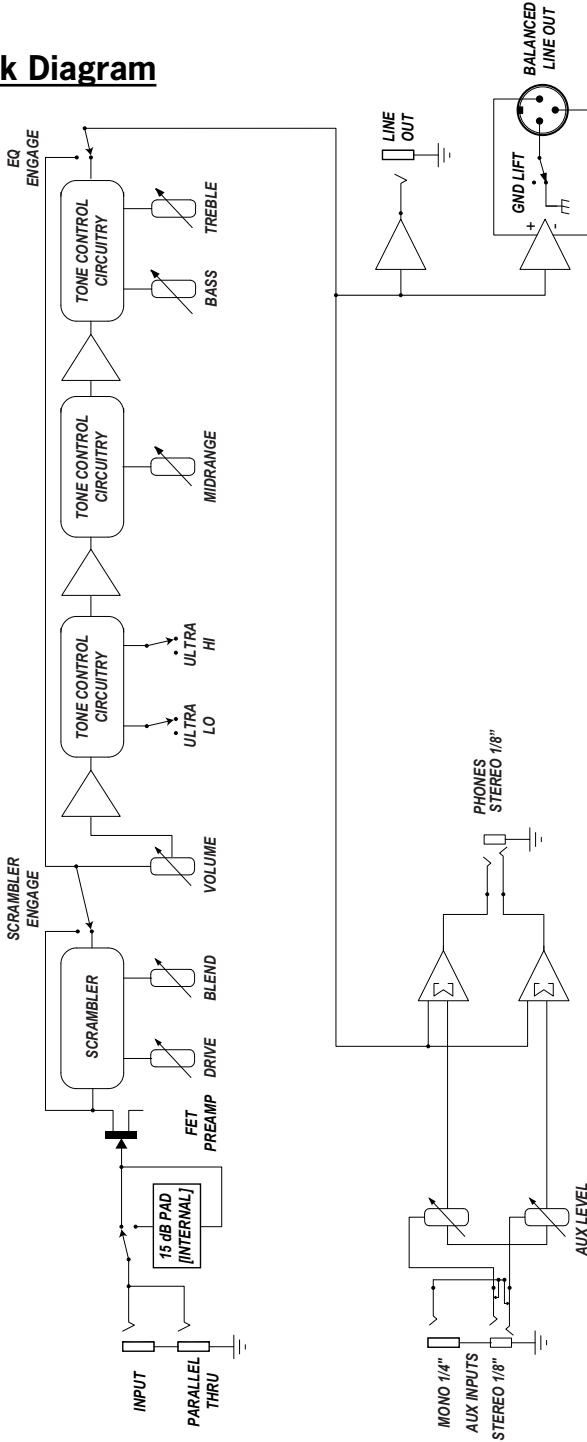 k Diagram
INPUT
PARALLEL
THRU
15 dB PAD
[INTERNAL]
FET
PREAMP
SCRAMBLER
DRIVE
BLEND
SCRAMBLER
ENGAGE
VOLUME
TONE CONTROL
CIRCUITRY
ULTRA
LO
ULTRA
HI
TONE CONTROL
CIRCUITRY
MIDRANGE
TONE CONTROL
CIRCUITRY
BASS
TREBLE
EQ
ENGAGE
MONO 1/4"
AUX INPUTS
STEREO 1/8"
AUX LEVEL
Σ
Σ
PHONES
STEREO 1/8"
LINE
OUT
+
-
GND LIFT
BALANCED
LINE OUT